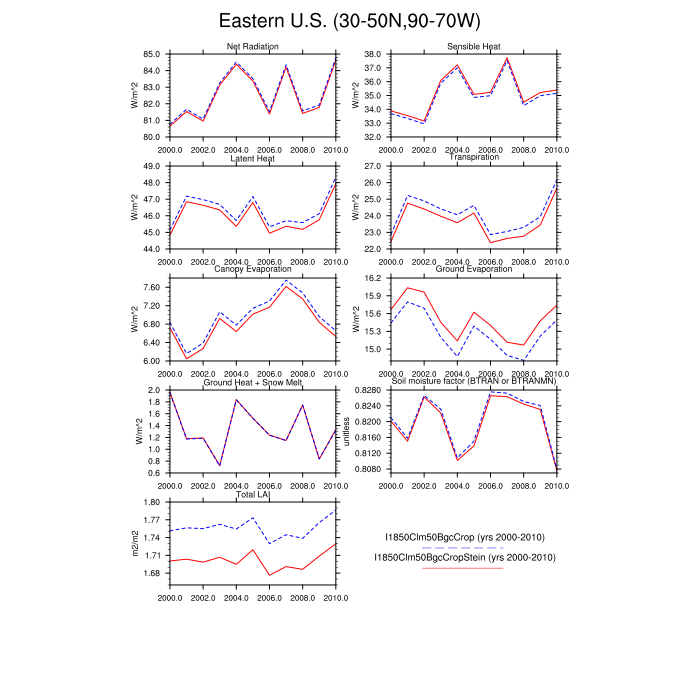 Eastern U.S. (30-50N,90-70W)
Net Radiation
Sensible Heat
85.0
84.0
83.0
82.0
81.0
80.0
W/m^2
2000.0 2002.0 2004.0 2006.0 2008.0 2010.0
38.0
37.0
36.0
35.0
34.0
33.0
32.0
W/m^2
2000.0 2002.0 2004.0 2006.0 2008.0 2010.0
Latent Heat
Transpiration
49.0
48.0
47.0
46.0
45.0
44.0
W/m^2
2000.0 2002.0 2004.0 2006.0 2008.0 2010.0
27.0
26.0
25.0
24.0
23.0
22.0
W/m^2
2000.0 2002.0 2004.0 2006.0 2008.0 2010.0
Canopy Evaporation
Ground Evaporation
7.60
7.20
6.80
6.40
6.00
W/m^2
2000.0 2002.0 2004.0 2006.0 2008.0 2010.0
16.2
15.9
15.6
15.3
15.0
W/m^2
2000.0 2002.0 2004.0 2006.0 2008.0 2010.0
Ground Heat + Snow Melt
Soil moisture factor (BTRAN or BTRANMN)
2.0
1.8
1.6
1.4
1.2
1.0
0.8
0.6
W/m^2
2000.0 2002.0 2004.0 2006.0 2008.0 2010.0
0.8280
0.8240
0.8200
0.8160
0.8120
0.8080
unitless
2000.0 2002.0 2004.0 2006.0 2008.0 2010.0
Total LAI
1.80
1.77
1.74
1.71
1.68
m2/m2
2000.0 2002.0 2004.0 2006.0 2008.0 2010.0
I1850Clm50BgcCrop (yrs 2000-2010)
I1850Clm50BgcCropStein (yrs 2000-2010)